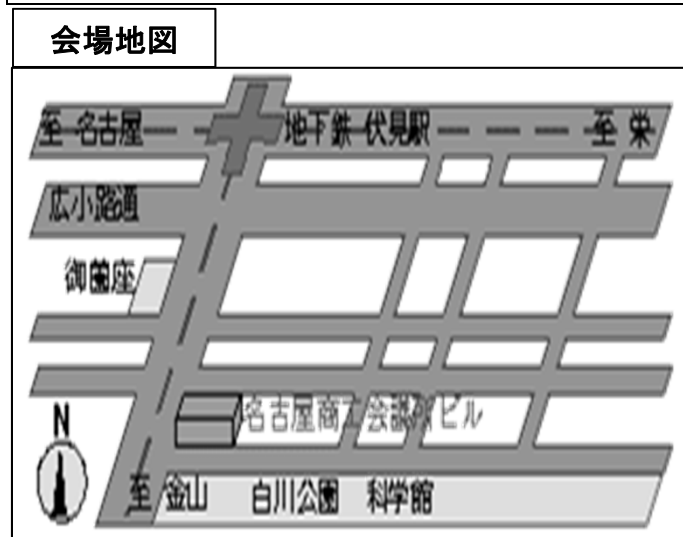 会場地図
至 名古屋 地下鉄 伏見駅 至 栄
広小路通
御園座
N
名古屋商工会議所ビル
至 金山 白川公園 科学館